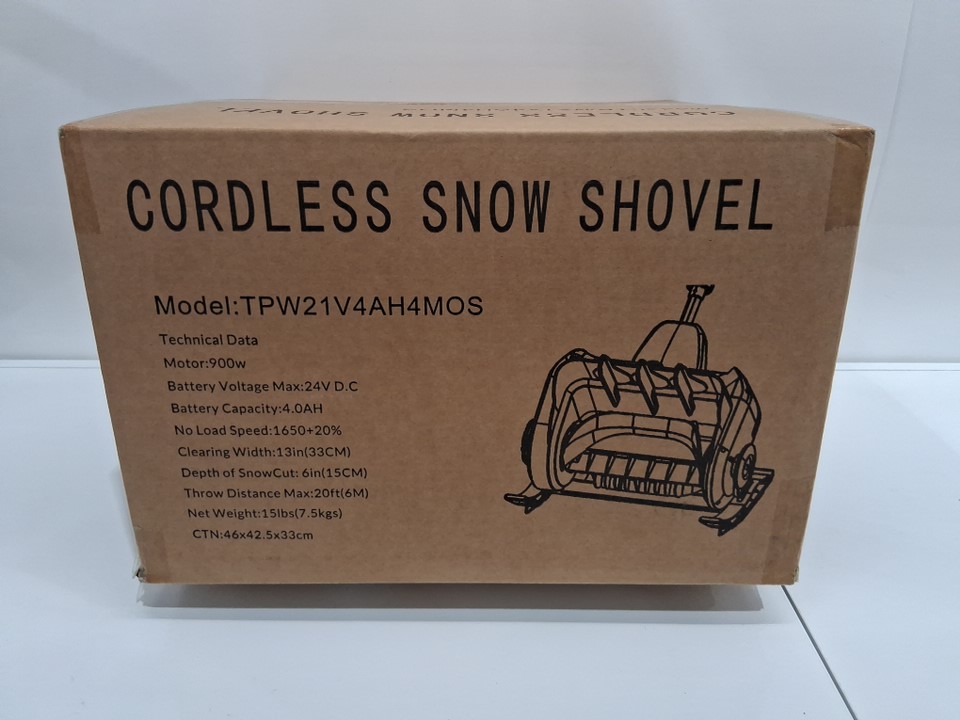 CORDLESS SNOW SHOVEL
Model:TPW21V4AH4MOS
Technical Data
Motor:900w
Battery Voltage Max:24V D.C
Battery Capacity:4.0AH
No Load Speed:1650+20%
Clearing Width:13in(33CM)
Depth of SnowCut: 6in(15CM)
Throw Distance Max:20ft(6M)
Net Weight:15lbs(7.5kgs)
CTN:46x42.5x33cm